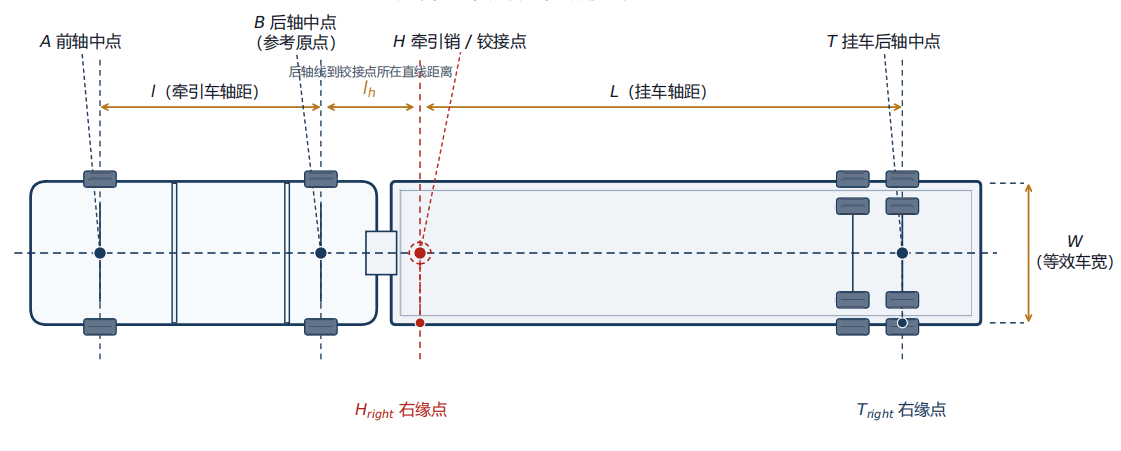 A 前轴中点
B 后轴中点
(参考原点)
H 牵引销 / 铰接点
T 挂车后轴中点
后轴线到铰接点所在直线距离
l（牵引车轴距）
l_h
L（挂车轴距）
W
(等效车宽)
H_right 右缘点
T_right 右缘点